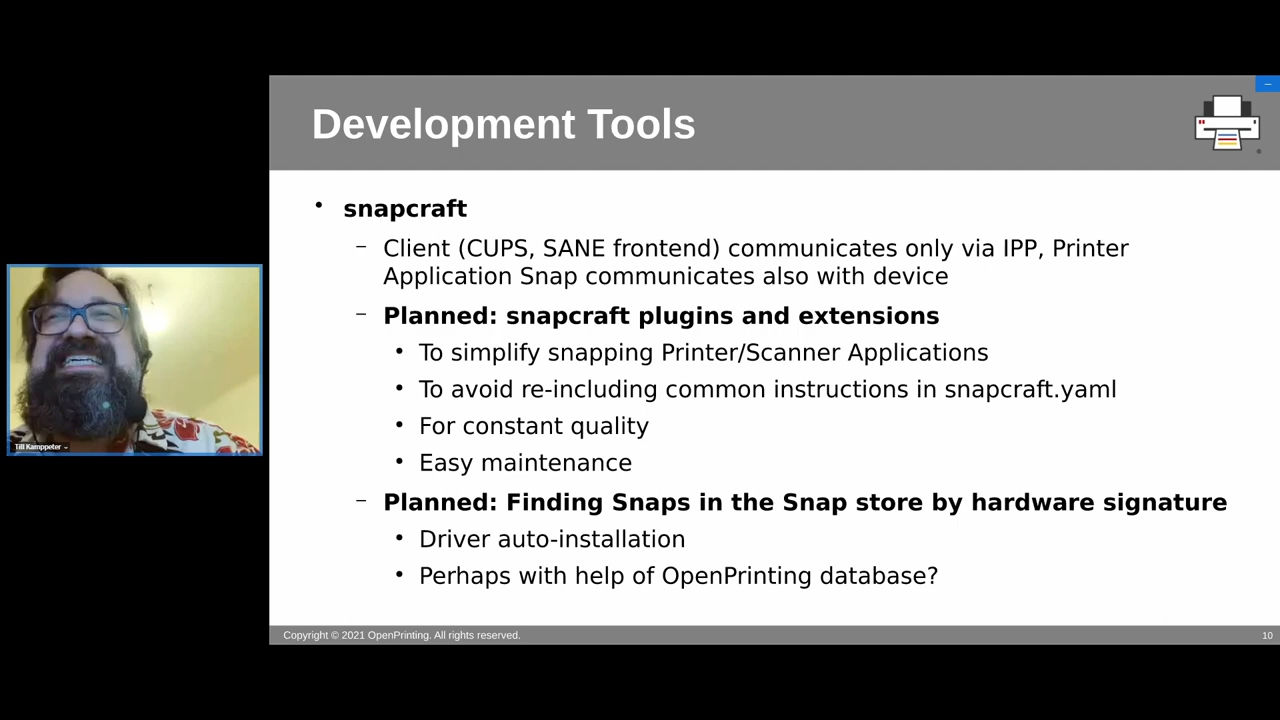 Development Tools
• snapcraft
– Client (CUPS, SANE frontend) communicates only via IPP, Printer
Application Snap communicates also with device
– Planned: snapcraft plugins and extensions
• To simplify snapping Printer/Scanner Applications
• To avoid re-including common instructions in snapcraft.yaml
• For constant quality
• Easy maintenance
– Planned: Finding Snaps in the Snap store by hardware signature
• Driver auto-installation
• Perhaps with help of OpenPrinting database?
Till Kamppeter
Copyright © 2021 OpenPrinting. All rights reserved.
10